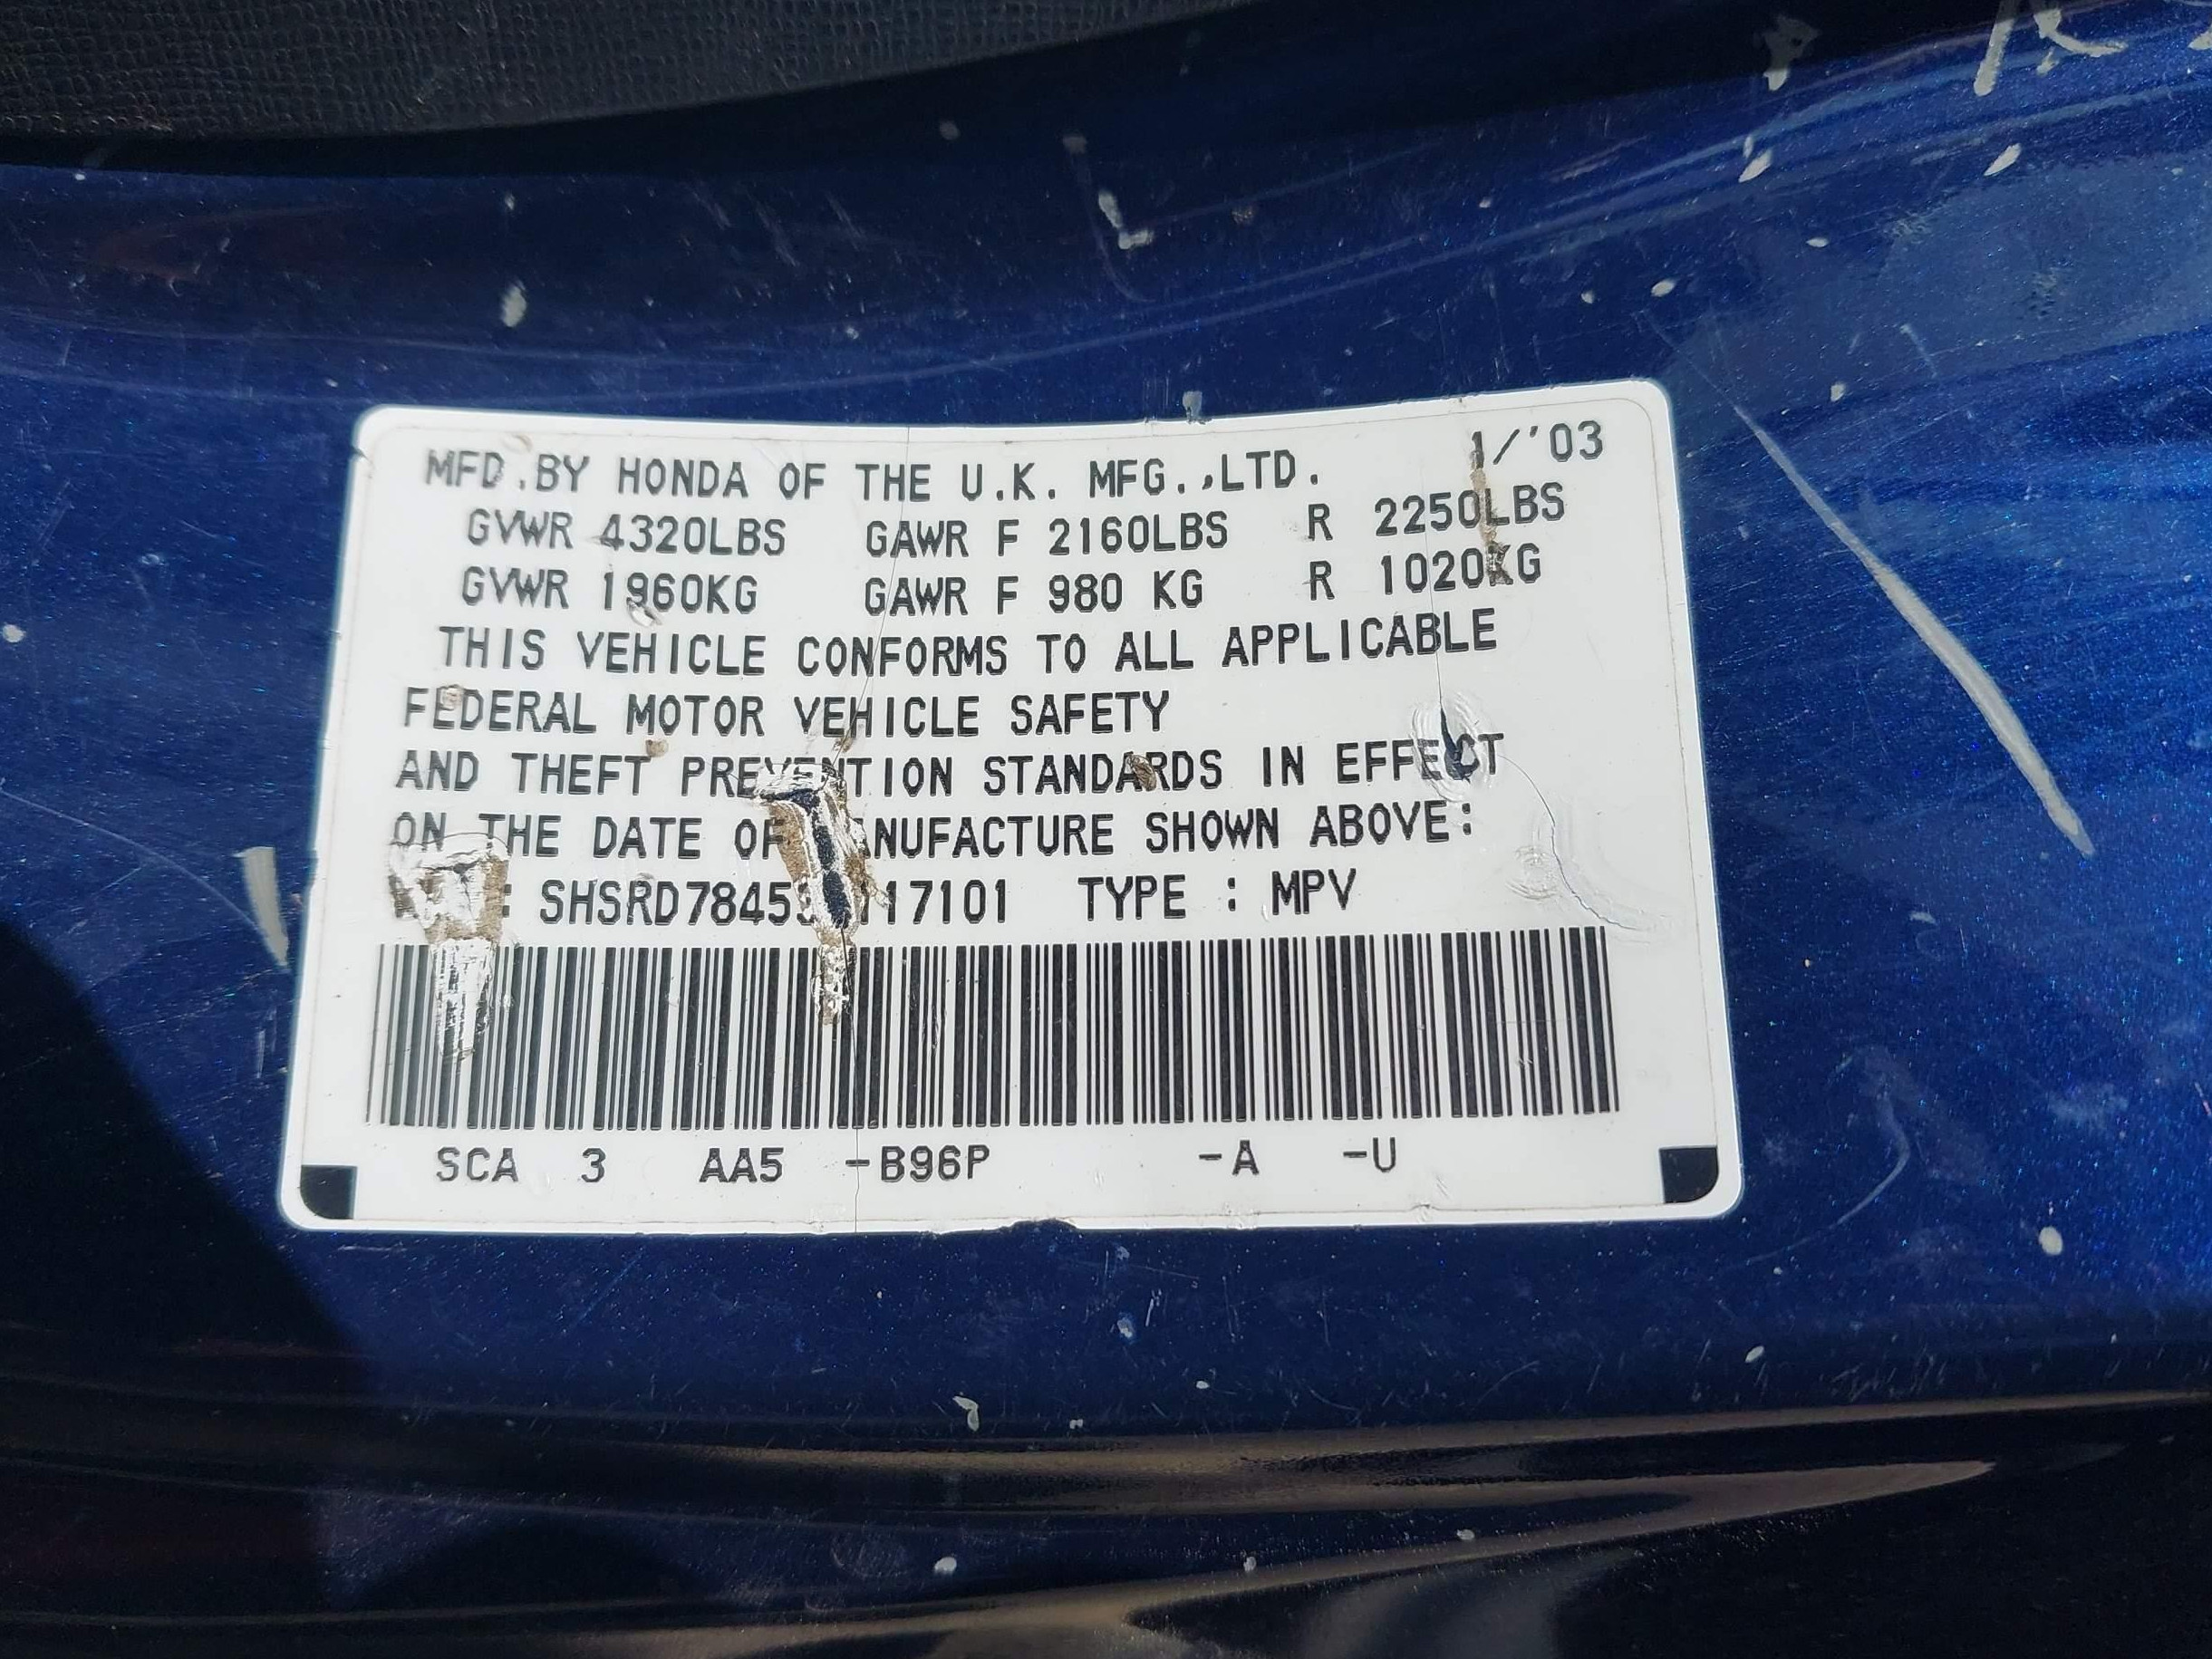 MFD.BY HONDA OF THE U.K. MFG.,LTD. 1/'03
GVWR 4320LBS GAWR F 2160LBS R 2250LBS
GVWR 1960KG GAWR F 980 KG R 1020KG
THIS VEHICLE CONFORMS TO ALL APPLICABLE
FEDERAL MOTOR VEHICLE SAFETY
AND THEFT PREVENTION STANDARDS IN EFFECT
ON THE DATE OF MANUFACTURE SHOWN ABOVE:
TYPE : MPV
SCA 3 AA5 -B96P -A -U